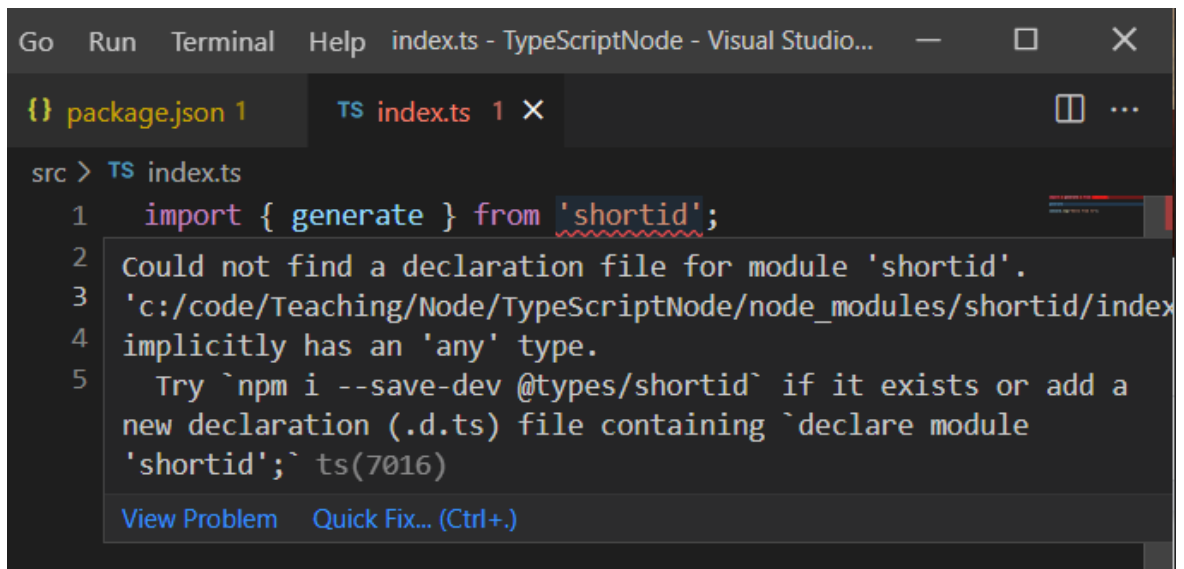 Go Run Terminal Help index.ts - TypeScriptNode - Visual Studio...
{} package.json 1 TS index.ts 1
src > TS index.ts
1 import { generate } from 'shortid';
2 Could not find a declaration file for module 'shortid'.
3 'c:/code/Teaching/Node/TypeScriptNode/node_modules/shortid/index
4 implicitly has an 'any' type.
5 Try `npm i --save-dev @types/shortid` if it exists or add a
new declaration (.d.ts) file containing `declare module
'shortid';` ts(7016)
View Problem Quick Fix... (Ctrl+.)